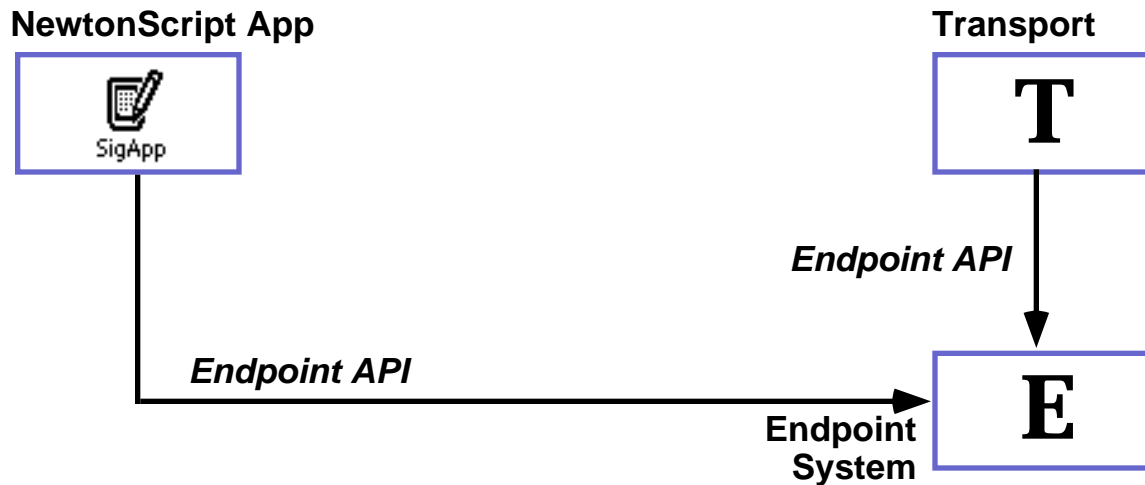 NewtonScript App
Transport
SigApp
T
Endpoint API
Endpoint API
Endpoint
System
E